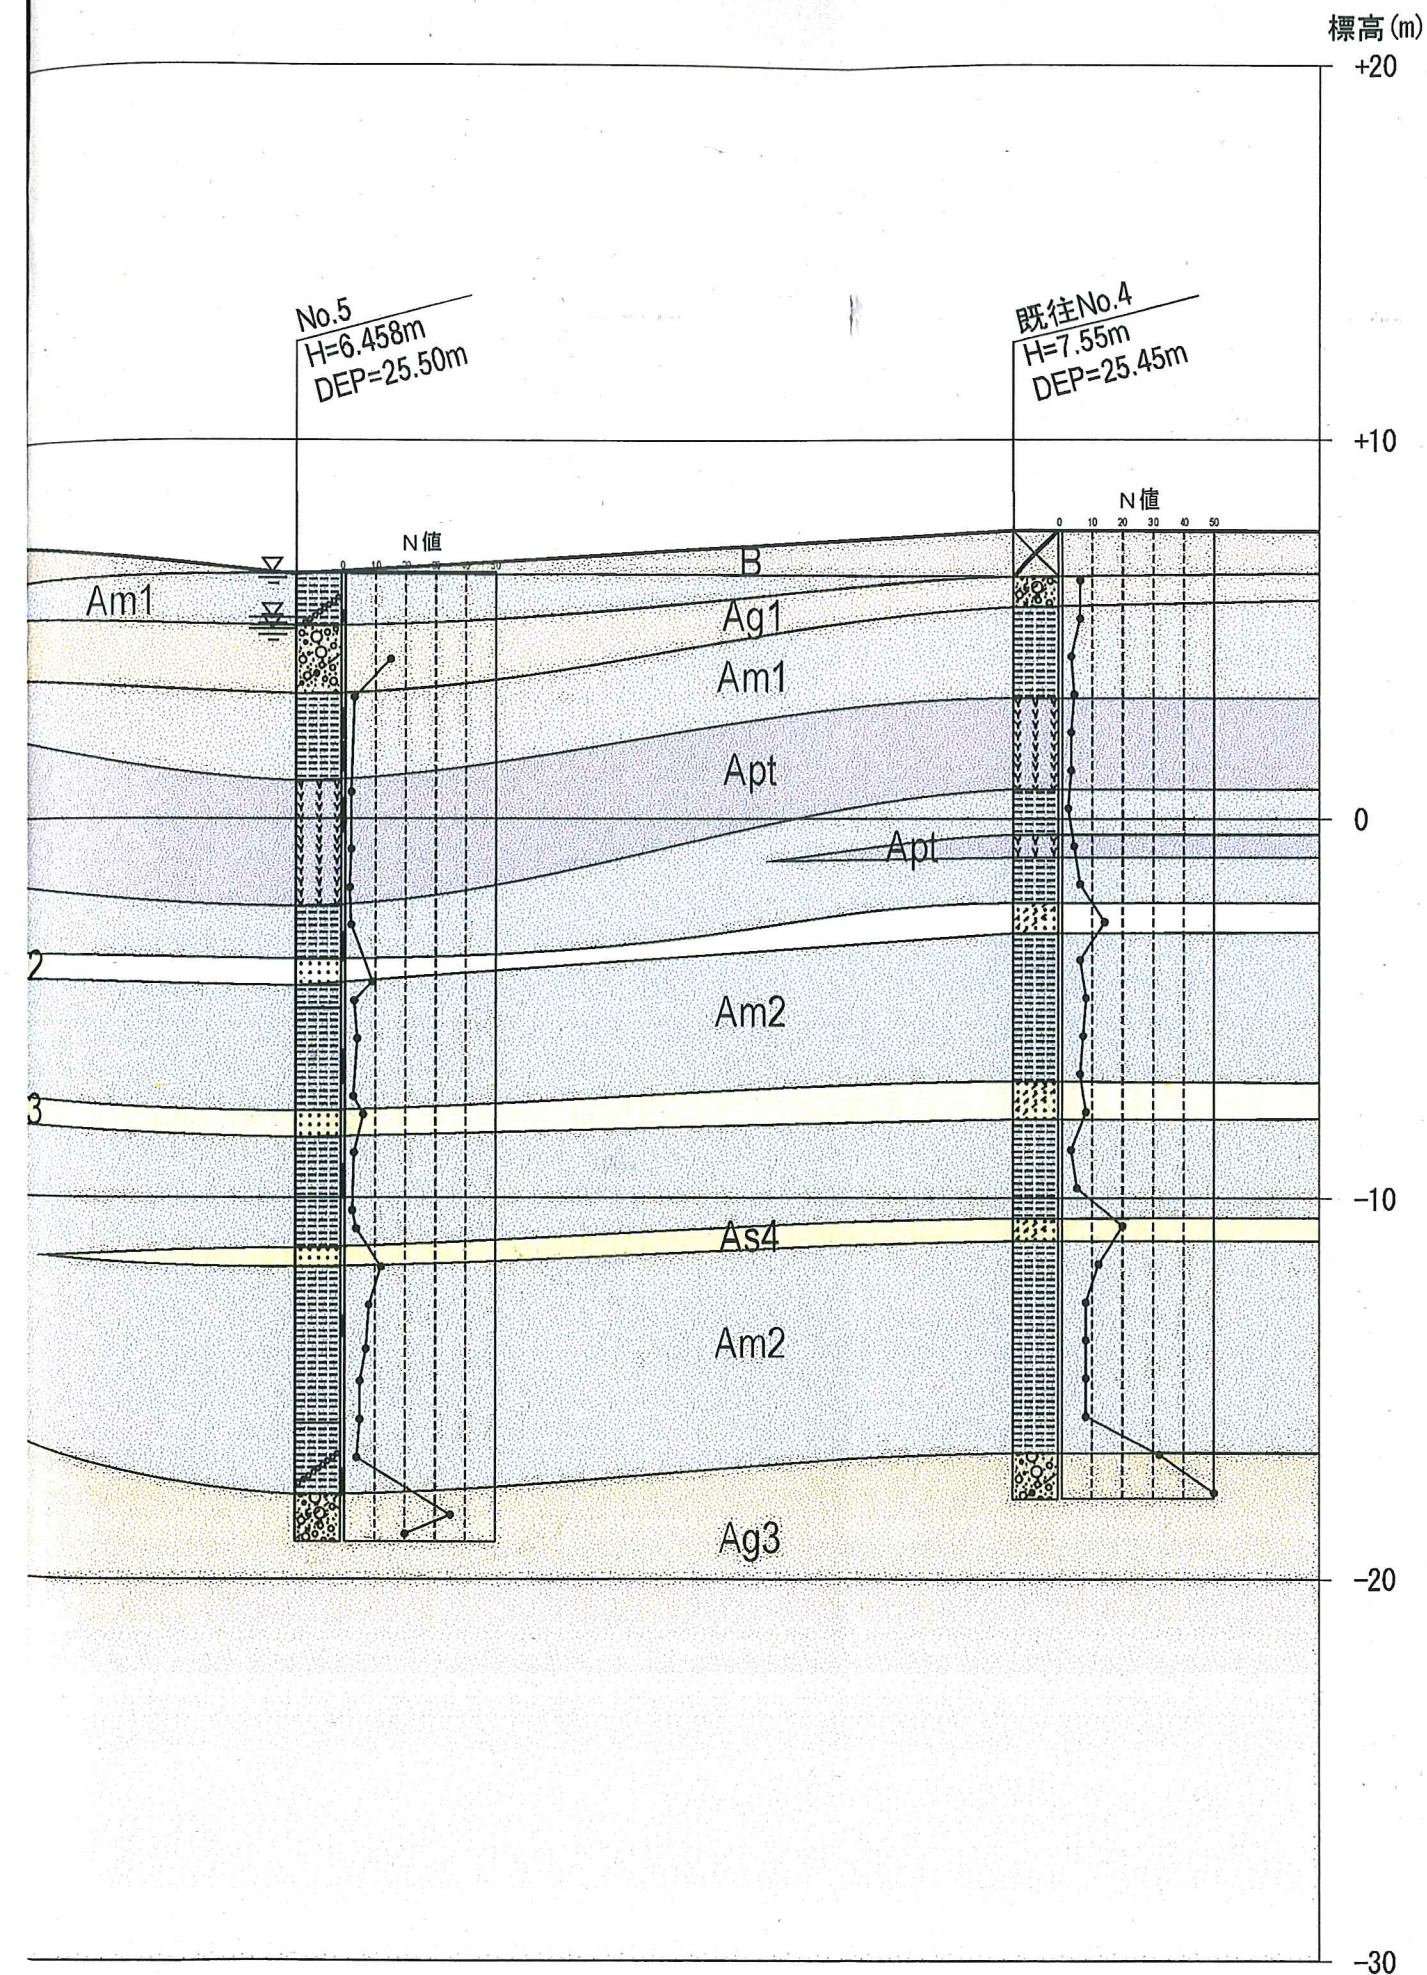 標高(m)
+20
No.5
H=6.458m
DEP=25.50m
既往No.4
H=7.55m
DEP=25.45m
+10
N値
0 10 20 30 40 50
N値
B
Am1
Ag1
Am1
Apt
0
Apt
2
Am2
3
-10
As4
Am2
Ag3
-20
-30